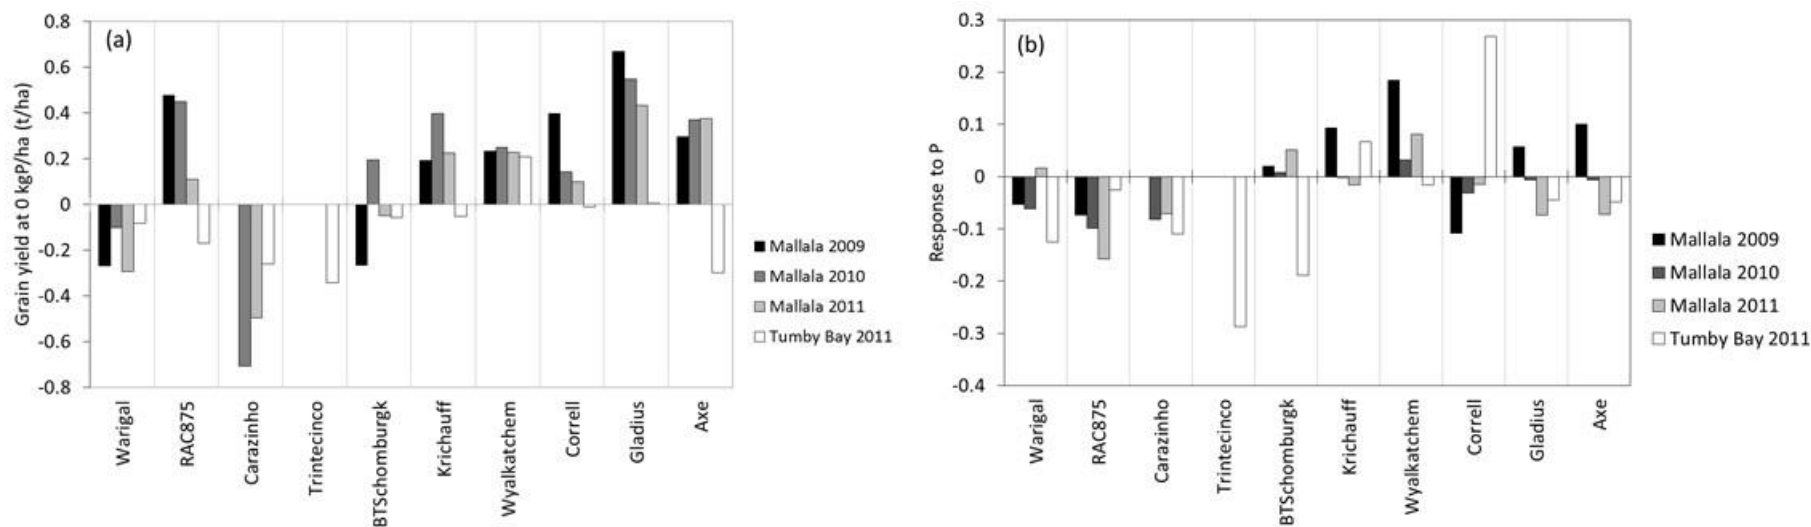 (a)
Grain yield at 0 kgP/ha (t/ha)
0.8
0.6
0.4
0.2
0
-0.2
-0.4
-0.6
-0.8
Warigal
RAC875
Carazinho
Trintecinco
BTSchomburgk
Krichauff
Wyalkatchem
Correll
Gladius
Axe
Mallala 2009
Mallala 2010
Mallala 2011
Tumby Bay 2011
(b)
Response to P
0.3
0.2
0.1
0
-0.1
-0.2
-0.3
-0.4
Warigal
RAC875
Carazinho
Trintecinco
BTSchomburgk
Krichauff
Wyalkatchem
Correll
Gladius
Axe
Mallala 2009
Mallala 2010
Mallala 2011
Tumby Bay 2011